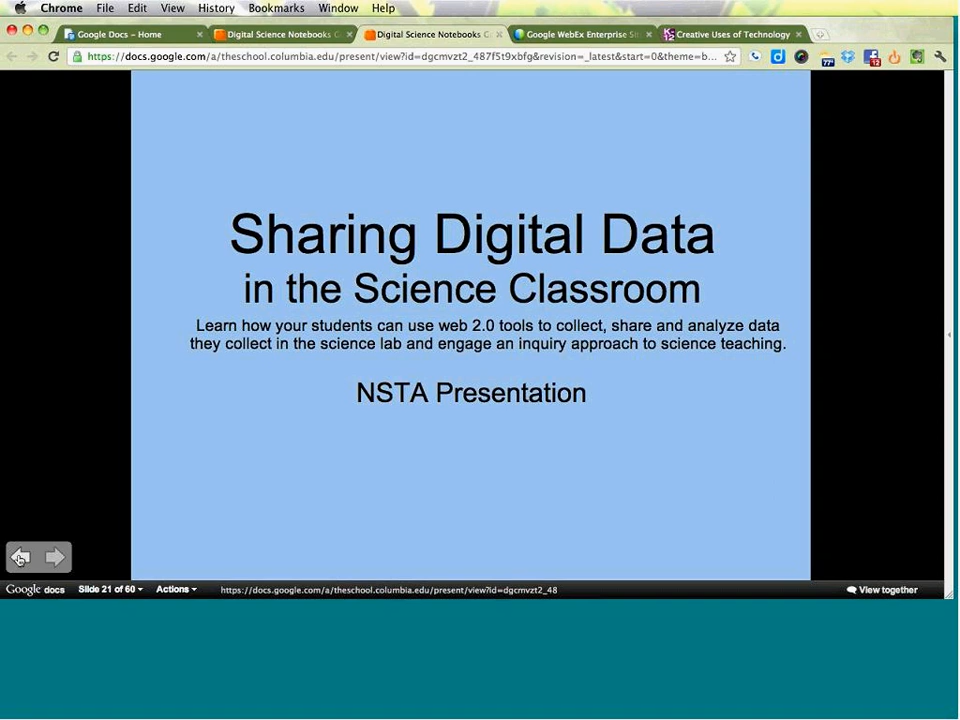 Chrome File Edit View History Bookmarks Window Help
Google Docs - Home Digital Science Notebooks Digital Science Notebooks Google WebEx Enterprise Creative Uses of Technology
https://docs.google.com/a/theschool.columbia.edu/present/view?id=dgcmvzt2_487f5t9xbfg&revision=_latest&start=0&theme=b...
77°
12
Sharing Digital Data
in the Science Classroom
Learn how your students can use web 2.0 tools to collect, share and analyze data
they collect in the science lab and engage an inquiry approach to science teaching.
NSTA Presentation
Google docs Slide 21 of 60 Actions https://docs.google.com/a/theschool.columbia.edu/present/view?id=dgcmvzt2_48 View together